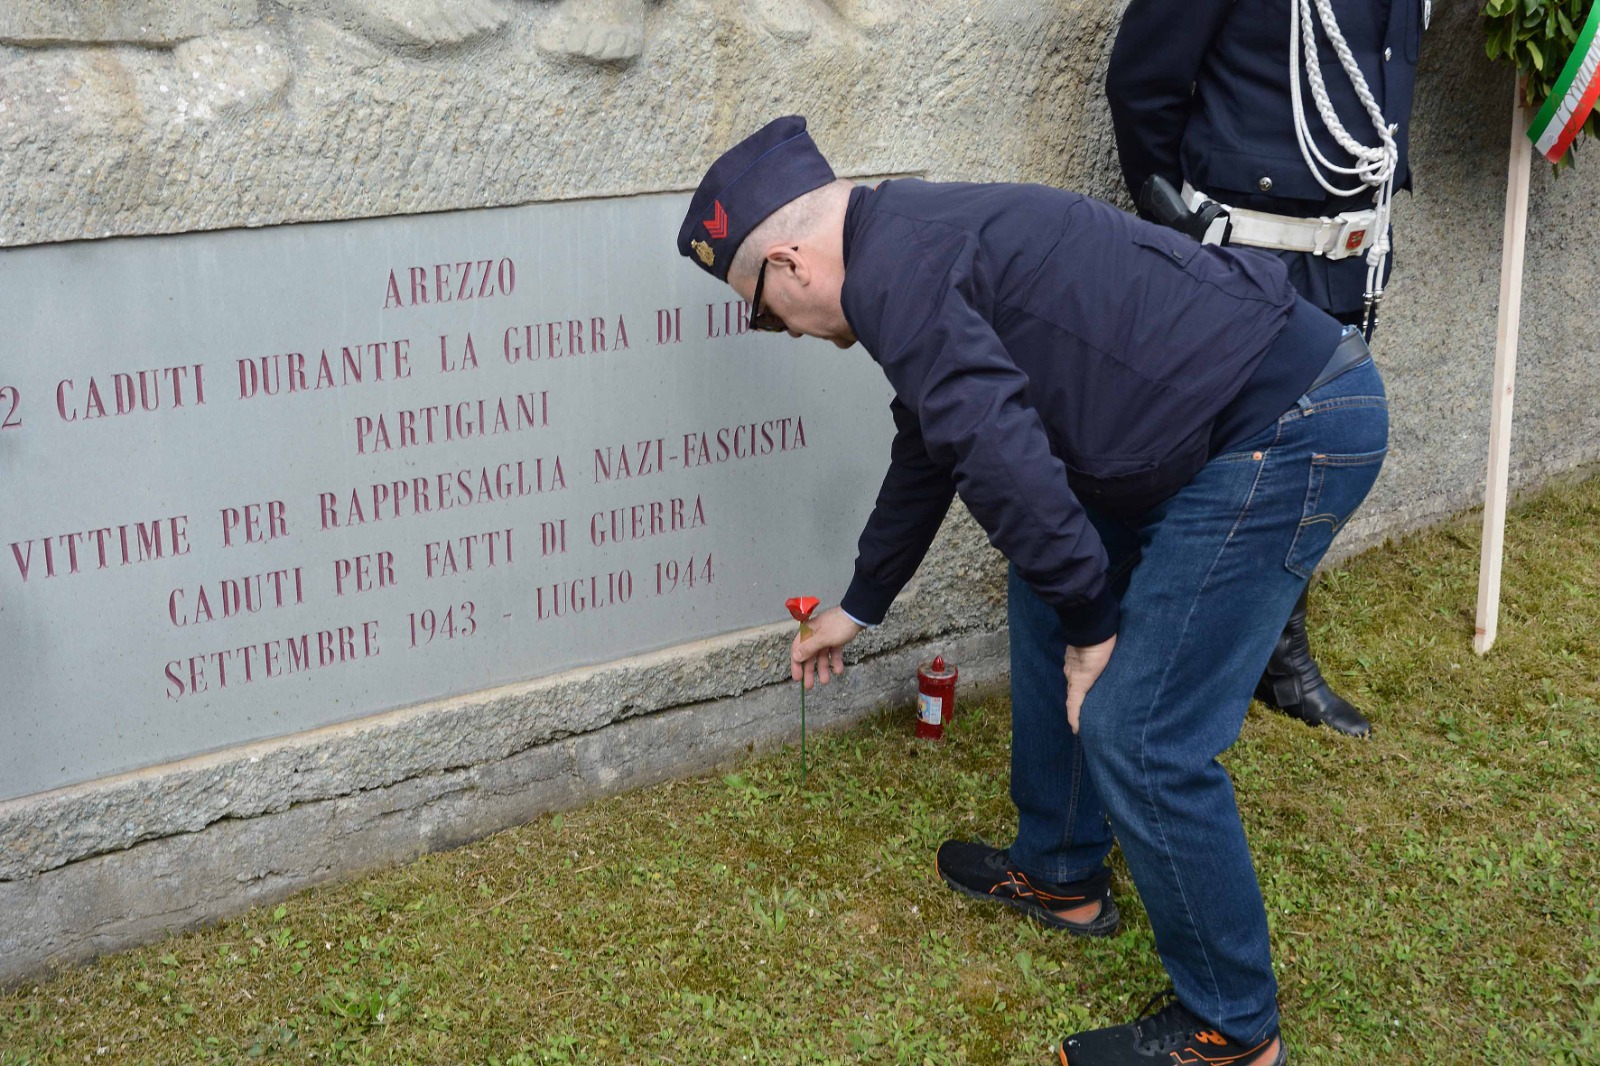 AREZZO
2 CADUTI DURANTE LA GUERRA DI
PARTIGIANI
VITTIME PER RAPPRESAGLIA NAZI-FASCISTA
CADUTI PER FATTI DI GUERRA
SETTEMBRE 1943 - LUGLIO 1944